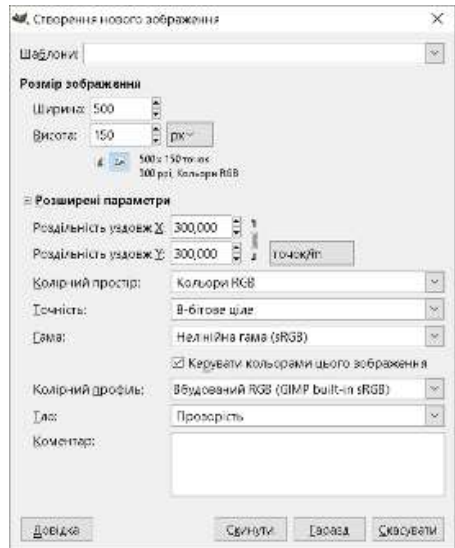 Створення нового зображення
Шаблони:
Розмір зображення
Ширина: 500
Висота: 150 px
500 x 150 точок
300 ppi, Кольори RGB
Розширені параметри
Роздільність уздовж X: 300,000
Роздільність уздовж Y: 300,000 точок/in
Колірний простір: Кольори RGB
Точність: 8-бітове ціле
Гама: Нелінійна гама (sRGB)
Керувати кольорами цього зображення
Колірний профіль: Вбудований RGB (GIMP built-in sRGB)
Тло: Прозорість
Коментар:
Довідка Скинути Гаразд Скасувати